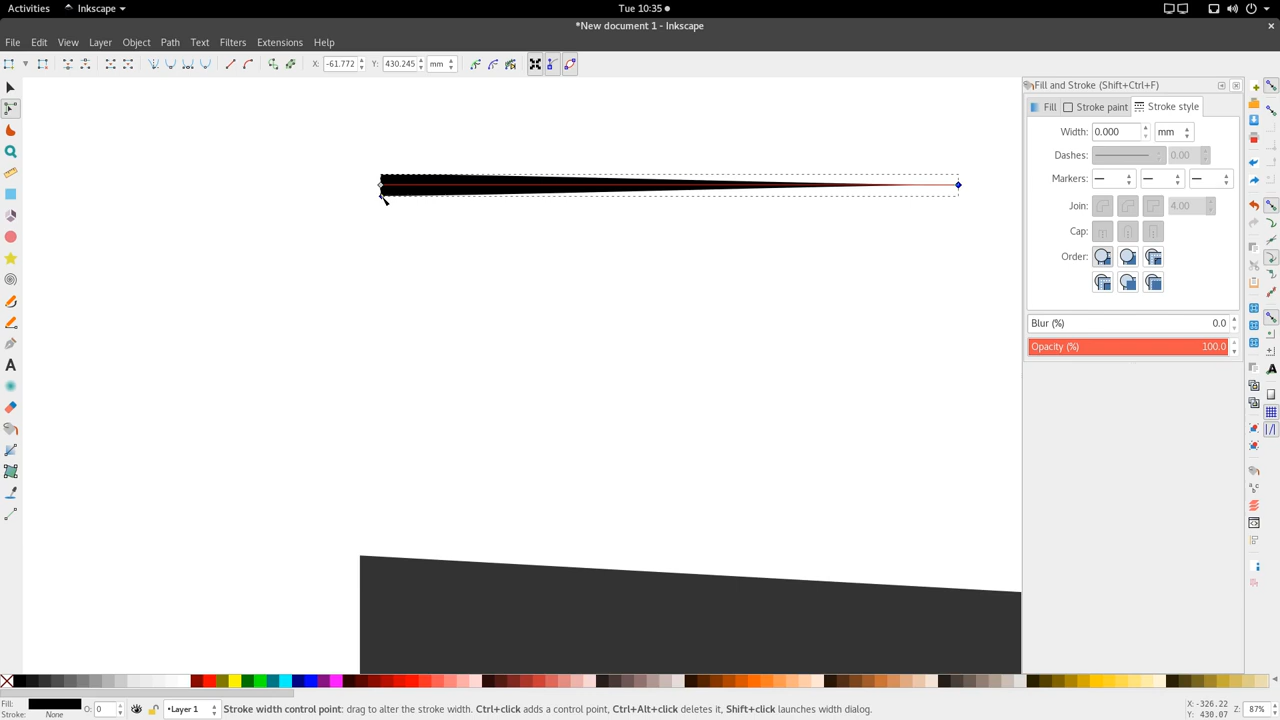 Activities Inkscape Tue 10:35
*New document 1 - Inkscape
File Edit View Layer Object Path Text Filters Extensions Help
X: -61.772 Y: 430.245 mm
Fill and Stroke (Shift+Ctrl+F)
Fill Stroke paint Stroke style
Width: 0.000 mm
Dashes: 0.00
Markers:
Join: 4.00
Cap:
Order:
Blur (%) 0.0
Opacity (%) 100.0
Fill: O: 0 •Layer 1 Stroke width control point: drag to alter the stroke width. Ctrl+click adds a control point, Ctrl+Alt+click deletes it, Shift+click launches width dialog. X: -326.22 Z: 87%
Stroke: None Y: 430.07